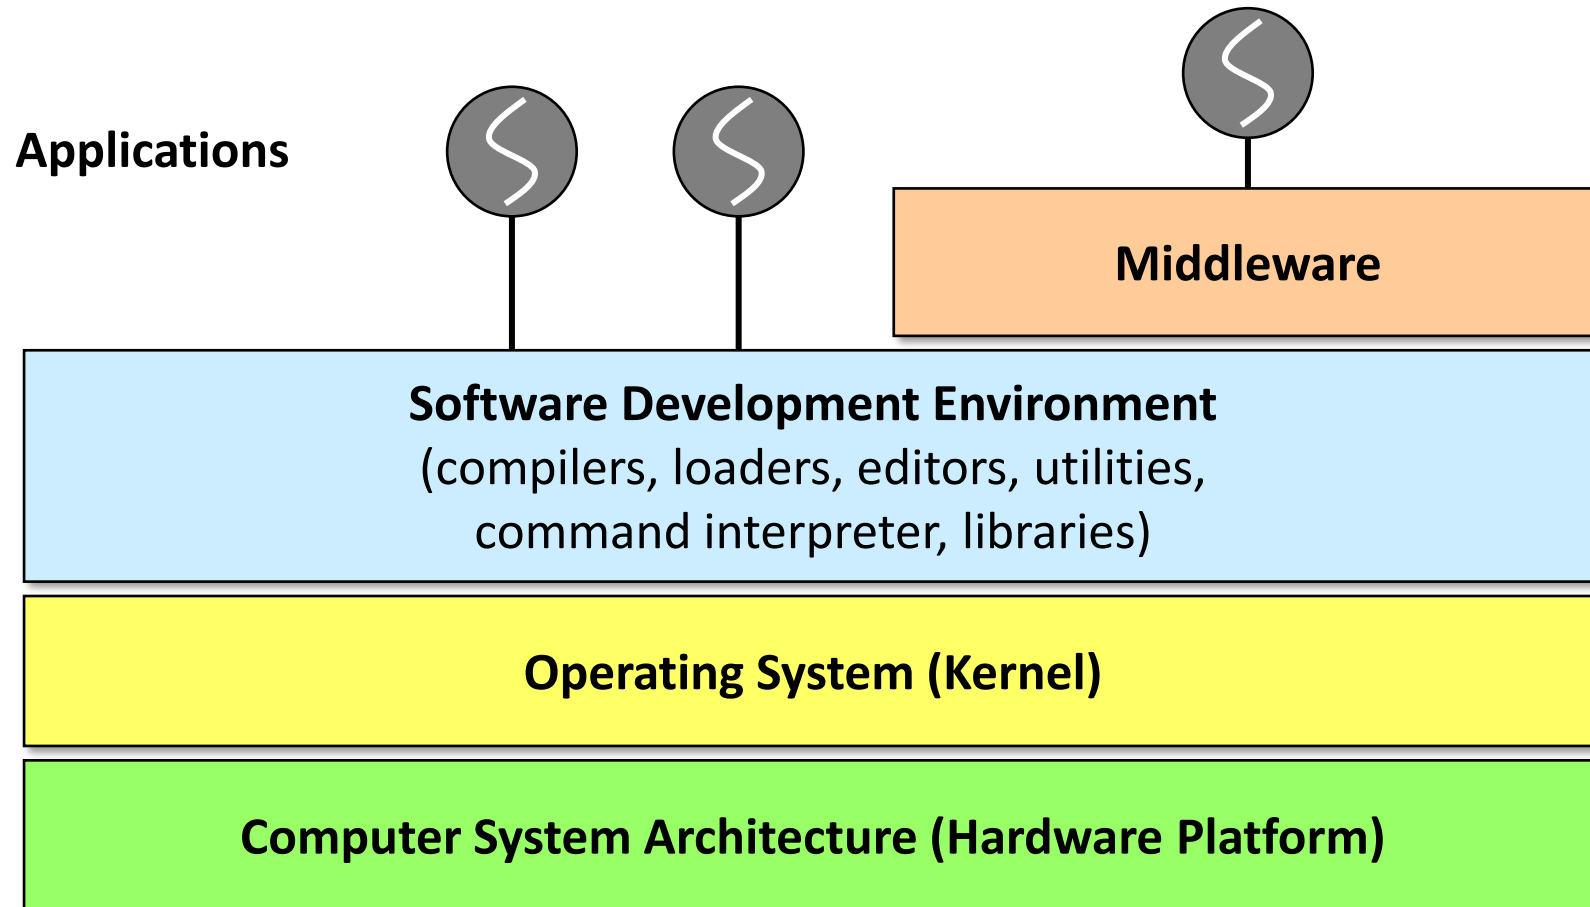 Applications
Middleware
Software Development Environment
(compilers, loaders, editors, utilities,
command interpreter, libraries)
Operating System (Kernel)
Computer System Architecture (Hardware Platform)